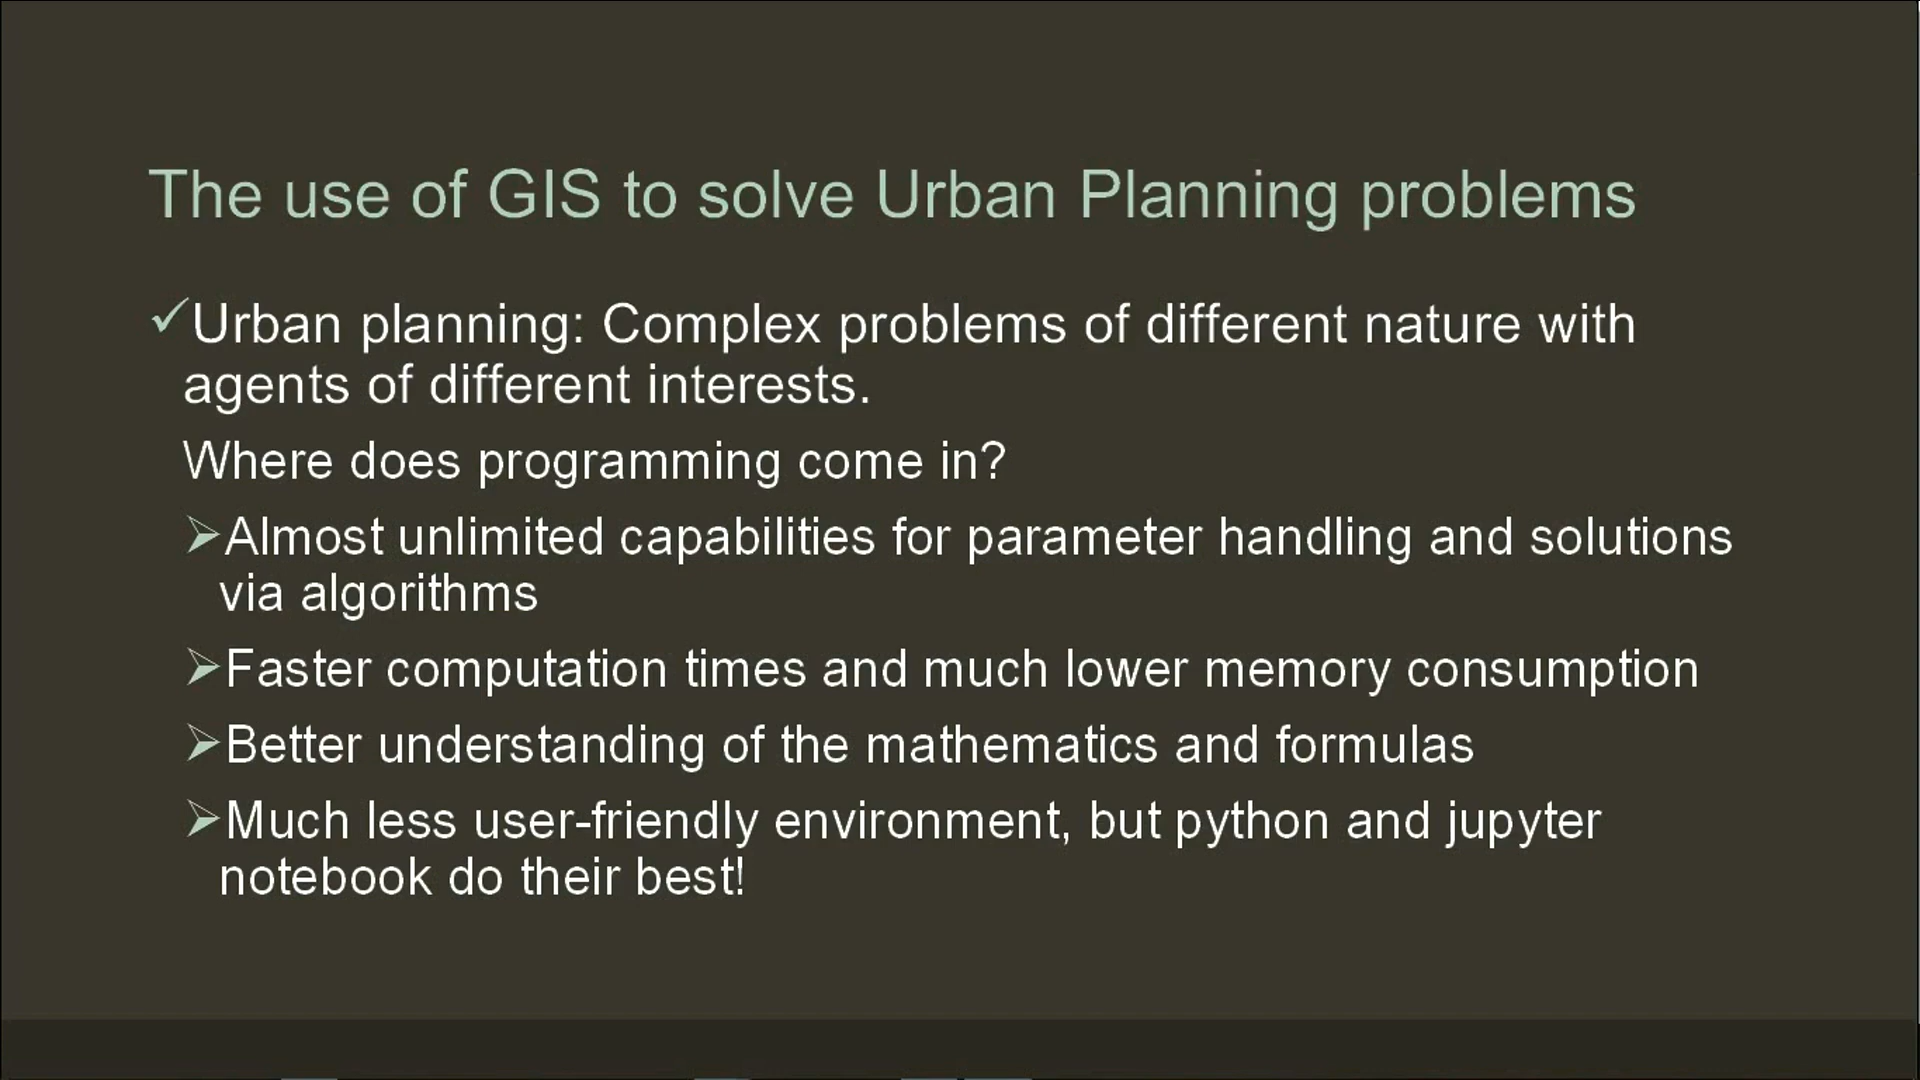 The use of GIS to solve Urban Planning problems
✓Urban planning: Complex problems of different nature with
agents of different interests.
Where does programming come in?
➢Almost unlimited capabilities for parameter handling and solutions
via algorithms
➢Faster computation times and much lower memory consumption
➢Better understanding of the mathematics and formulas
➢Much less user-friendly environment, but python and jupyter
notebook do their best!